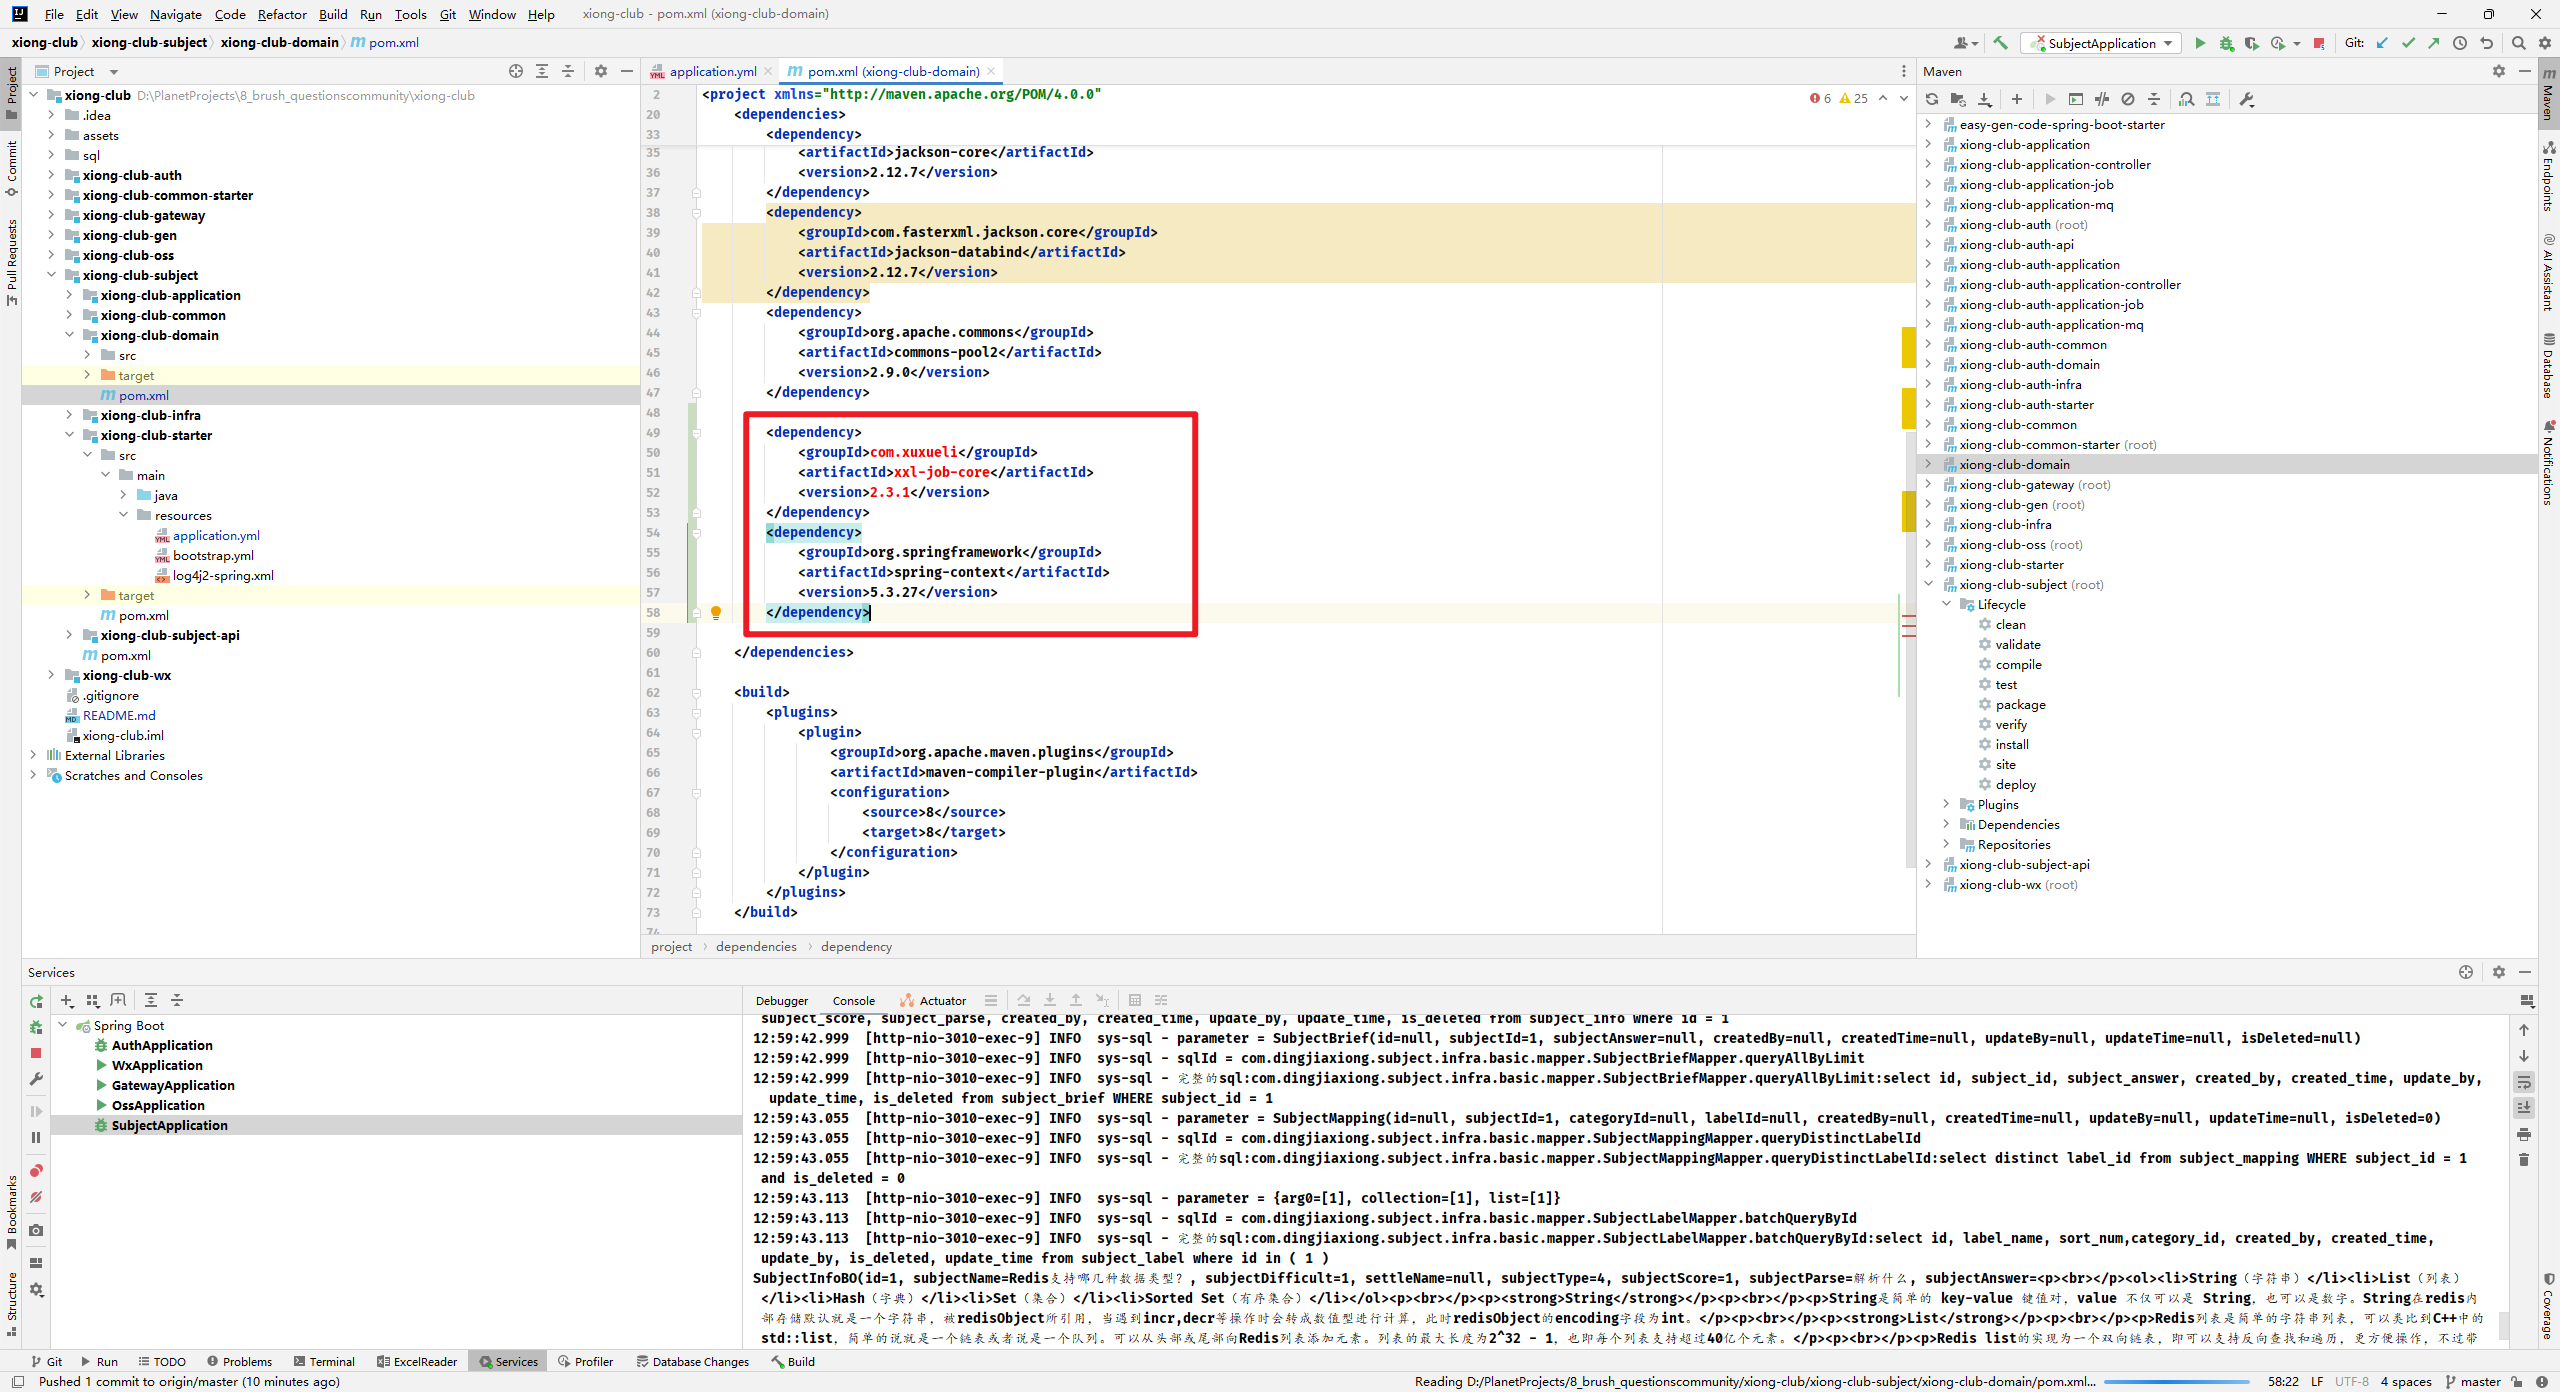 File Edit View Navigate Code Refactor Build Run Tools Git Window Help xiong-club - pom.xml (xiong-club-domain)
xiong-club xiong-club-subject xiong-club-domain pom.xml
SubjectApplication Git:
Project
xiong-club D:\PlanetProjects\8_brush_questionscommunity\xiong-club
.idea
assets
sql
xiong-club-auth
xiong-club-common-starter
xiong-club-gateway
xiong-club-gen
xiong-club-oss
xiong-club-subject
xiong-club-application
xiong-club-common
xiong-club-domain
src
target
pom.xml
xiong-club-infra
xiong-club-starter
src
main
java
resources
application.yml
bootstrap.yml
log4j2-spring.xml
target
pom.xml
xiong-club-subject-api
pom.xml
xiong-club-wx
.gitignore
README.md
xiong-club.iml
External Libraries
Scratches and Consoles
Project
Commit
Pull Requests
Bookmarks
Structure
application.yml pom.xml (xiong-club-domain)
6 25
2 <project xmlns="http://maven.apache.org/POM/4.0.0"
20 <dependencies>
33 <dependency>
35 <artifactId>jackson-core</artifactId>
36 <version>2.12.7</version>
37 </dependency>
38 <dependency>
39 <groupId>com.fasterxml.jackson.core</groupId>
40 <artifactId>jackson-databind</artifactId>
41 <version>2.12.7</version>
42 </dependency>
43 <dependency>
44 <groupId>org.apache.commons</groupId>
45 <artifactId>commons-pool2</artifactId>
46 <version>2.9.0</version>
47 </dependency>
48
49 <dependency>
50 <groupId>com.xuxueli</groupId>
51 <artifactId>xxl-job-core</artifactId>
52 <version>2.3.1</version>
53 </dependency>
54 <dependency>
55 <groupId>org.springframework</groupId>
56 <artifactId>spring-context</artifactId>
57 <version>5.3.27</version>
58 </dependency>
59
60 </dependencies>
61
62 <build>
63 <plugins>
64 <plugin>
65 <groupId>org.apache.maven.plugins</groupId>
66 <artifactId>maven-compiler-plugin</artifactId>
67 <configuration>
68 <source>8</source>
69 <target>8</target>
70 </configuration>
71 </plugin>
72 </plugins>
73 </build>
74
project dependencies dependency
Maven
easy-gen-code-spring-boot-starter
xiong-club-application
xiong-club-application-controller
xiong-club-application-job
xiong-club-application-mq
xiong-club-auth (root)
xiong-club-auth-api
xiong-club-auth-application
xiong-club-auth-application-controller
xiong-club-auth-application-job
xiong-club-auth-application-mq
xiong-club-auth-common
xiong-club-auth-domain
xiong-club-auth-infra
xiong-club-auth-starter
xiong-club-common
xiong-club-common-starter (root)
xiong-club-domain
xiong-club-gateway (root)
xiong-club-gen (root)
xiong-club-infra
xiong-club-oss (root)
xiong-club-starter
xiong-club-subject (root)
Lifecycle
clean
validate
compile
test
package
verify
install
site
deploy
Plugins
Dependencies
Repositories
xiong-club-subject-api
xiong-club-wx (root)
Maven
Endpoints
AI Assistant
Database
Notifications
Coverage
Services
Spring Boot
AuthApplication
WxApplication
GatewayApplication
OssApplication
SubjectApplication
Debugger Console Actuator
subject_score, subject_parse, created_by, created_time, update_by, update_time, is_deleted from subject_info where id = 1
12:59:42.999 [http-nio-3010-exec-9] INFO sys-sql - parameter = SubjectBrief(id=null, subjectId=1, subjectAnswer=null, createdBy=null, createdTime=null, updateBy=null, updateTime=null, isDeleted=null)
12:59:42.999 [http-nio-3010-exec-9] INFO sys-sql - sqlId = com.dingjiaxiong.subject.infra.basic.mapper.SubjectBriefMapper.queryAllByLimit
12:59:42.999 [http-nio-3010-exec-9] INFO sys-sql - 完整的sql:com.dingjiaxiong.subject.infra.basic.mapper.SubjectBriefMapper.queryAllByLimit:select id, subject_id, subject_answer, created_by, created_time, update_by,
update_time, is_deleted from subject_brief WHERE subject_id = 1
12:59:43.055 [http-nio-3010-exec-9] INFO sys-sql - parameter = SubjectMapping(id=null, subjectId=1, categoryId=null, labelId=null, createdBy=null, createdTime=null, updateBy=null, updateTime=null, isDeleted=0)
12:59:43.055 [http-nio-3010-exec-9] INFO sys-sql - sqlId = com.dingjiaxiong.subject.infra.basic.mapper.SubjectMappingMapper.queryDistinctLabelId
12:59:43.055 [http-nio-3010-exec-9] INFO sys-sql - 完整的sql:com.dingjiaxiong.subject.infra.basic.mapper.SubjectMappingMapper.queryDistinctLabelId:select distinct label_id from subject_mapping WHERE subject_id = 1
and is_deleted = 0
12:59:43.113 [http-nio-3010-exec-9] INFO sys-sql - parameter = {arg0=[1], collection=[1], list=[1]}
12:59:43.113 [http-nio-3010-exec-9] INFO sys-sql - sqlId = com.dingjiaxiong.subject.infra.basic.mapper.SubjectLabelMapper.batchQueryById
12:59:43.113 [http-nio-3010-exec-9] INFO sys-sql - 完整的sql:com.dingjiaxiong.subject.infra.basic.mapper.SubjectLabelMapper.batchQueryById:select id, label_name, sort_num,category_id, created_by, created_time,
update_by, is_deleted, update_time from subject_label where id in ( 1 )
SubjectInfoBO(id=1, subjectName=Redis支持哪几种数据类型？, subjectDifficult=1, settleName=null, subjectType=4, subjectScore=1, subjectParse=解析什么, subjectAnswer=<p><br></p><ol><li>String（字符串）</li><li>List（列表）
</li><li>Hash（字典）</li><li>Set（集合）</li><li>Sorted Set（有序集合）</li></ol><p><br></p><p><strong>String</strong></p><p><br></p><p>String是简单的 key-value 键值对，value 不仅可以是 String，也可以是数字。String在redis内
部存储默认就是一个字符串，被redisObject所引用，当遇到incr,decr等操作时会转成数值型进行计算，此时redisObject的encoding字段为int。</p><p><br></p><p><strong>List</strong></p><p><br></p><p>Redis列表是简单的字符串列表，可以类比到C++中的
std::list，简单的说就是一个链表或者说是一个队列。可以从头部或尾部向Redis列表添加元素。列表的最大长度为2^32 - 1，也即每个列表支持超过40亿个元素。</p><p><br></p><p>Redis list的实现为一个双向链表，即可以支持反向查找和遍历，更方便操作，不过带
Git Run TODO Problems Terminal ExcelReader Services Profiler Database Changes Build
Pushed 1 commit to origin/master (10 minutes ago) Reading D:/PlanetProjects/8_brush_questionscommunity/xiong-club/xiong-club-subject/xiong-club-domain/pom.xml... 58:22 LF UTF-8 4 spaces master